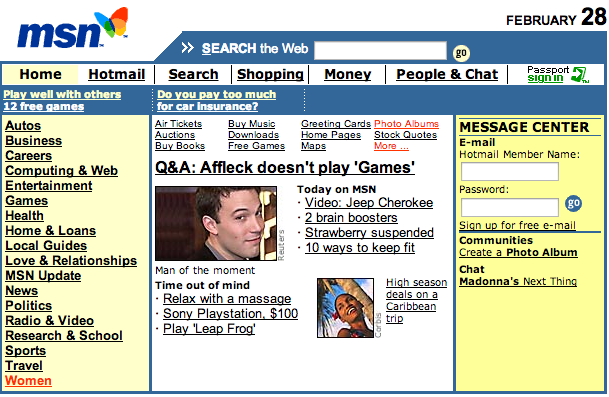 msn
FEBRUARY 28
SEARCH the Web
go
Home
Hotmail
Search
Shopping
Money
People & Chat
Passport
sign in
TM
Play well with others
12 free games
Do you pay too much
for car insurance?
Autos
Business
Careers
Computing & Web
Entertainment
Games
Health
Home & Loans
Local Guides
Love & Relationships
MSN Update
News
Politics
Radio & Video
Research & School
Sports
Travel
Women
Air Tickets Buy Music Greeting Cards Photo Albums
Auctions Downloads Home Pages Stock Quotes
Buy Books Free Games Maps More ...
Q&A: Affleck doesn't play 'Games'
Reuters
Man of the moment
Today on MSN
· Video: Jeep Cherokee
· 2 brain boosters
· Strawberry suspended
· 10 ways to keep fit
Time out of mind
· Relax with a massage
· Sony Playstation, $100
· Play 'Leap Frog'
Corbis
High season
deals on a
Caribbean
trip
MESSAGE CENTER
E-mail
Hotmail Member Name:
Password:
go
Sign up for free e-mail
Communities
Create a Photo Album
Chat
Madonna's Next Thing